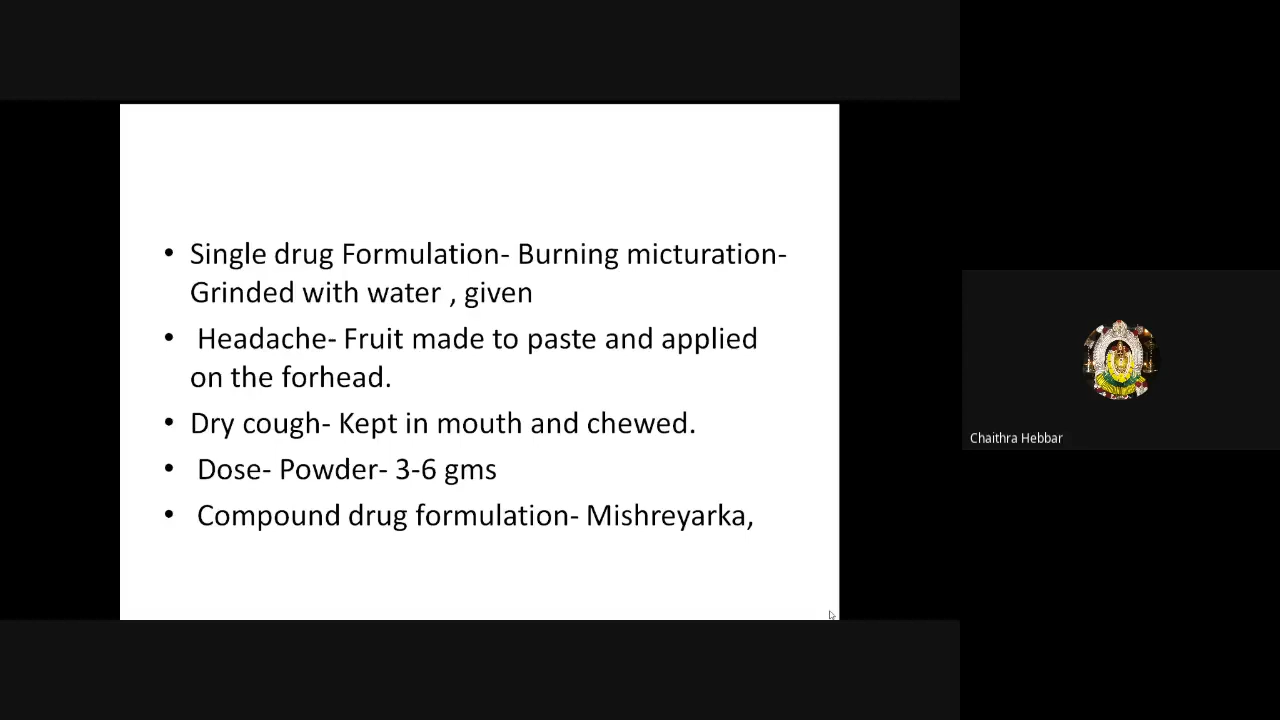 • Single drug Formulation- Burning micturation-
Grinded with water , given
• Headache- Fruit made to paste and applied
on the forhead.
• Dry cough- Kept in mouth and chewed.
• Dose- Powder- 3-6 gms
• Compound drug formulation- Mishreyarka,
Chaithra Hebbar